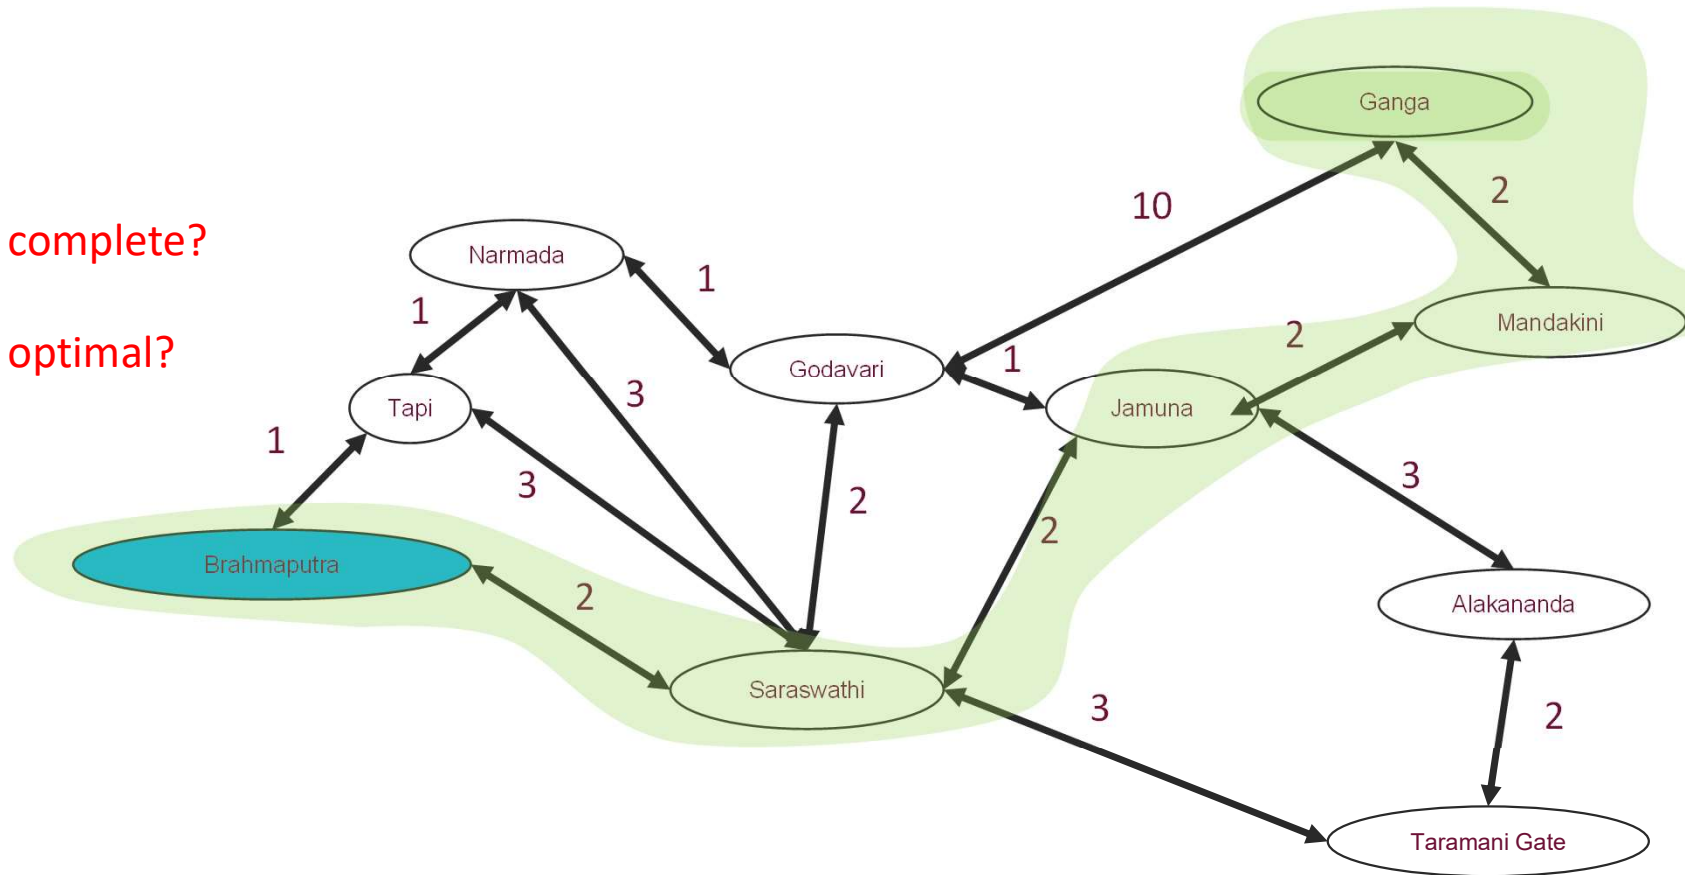 Ganga
10
2
complete?
Narmada
1
1
2
Mandakini
optimal?
Godavari
1
3
Tapi
Jamuna
1
3
2
3
2
Brahmaputra
2
Alakananda
Saraswathi
3
2
Taramani Gate